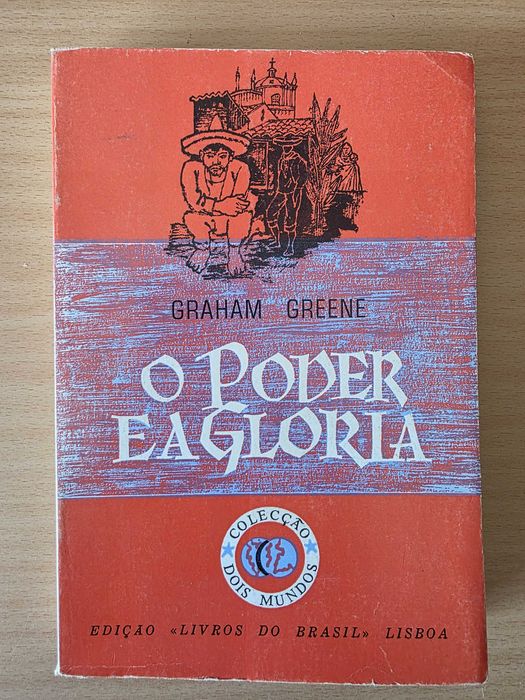 GRAHAM GREENE
O PODER
E A GLORIA
COLECÇÃO
DOIS MUNDOS
EDIÇÃO «LIVROS DO BRASIL» LISBOA